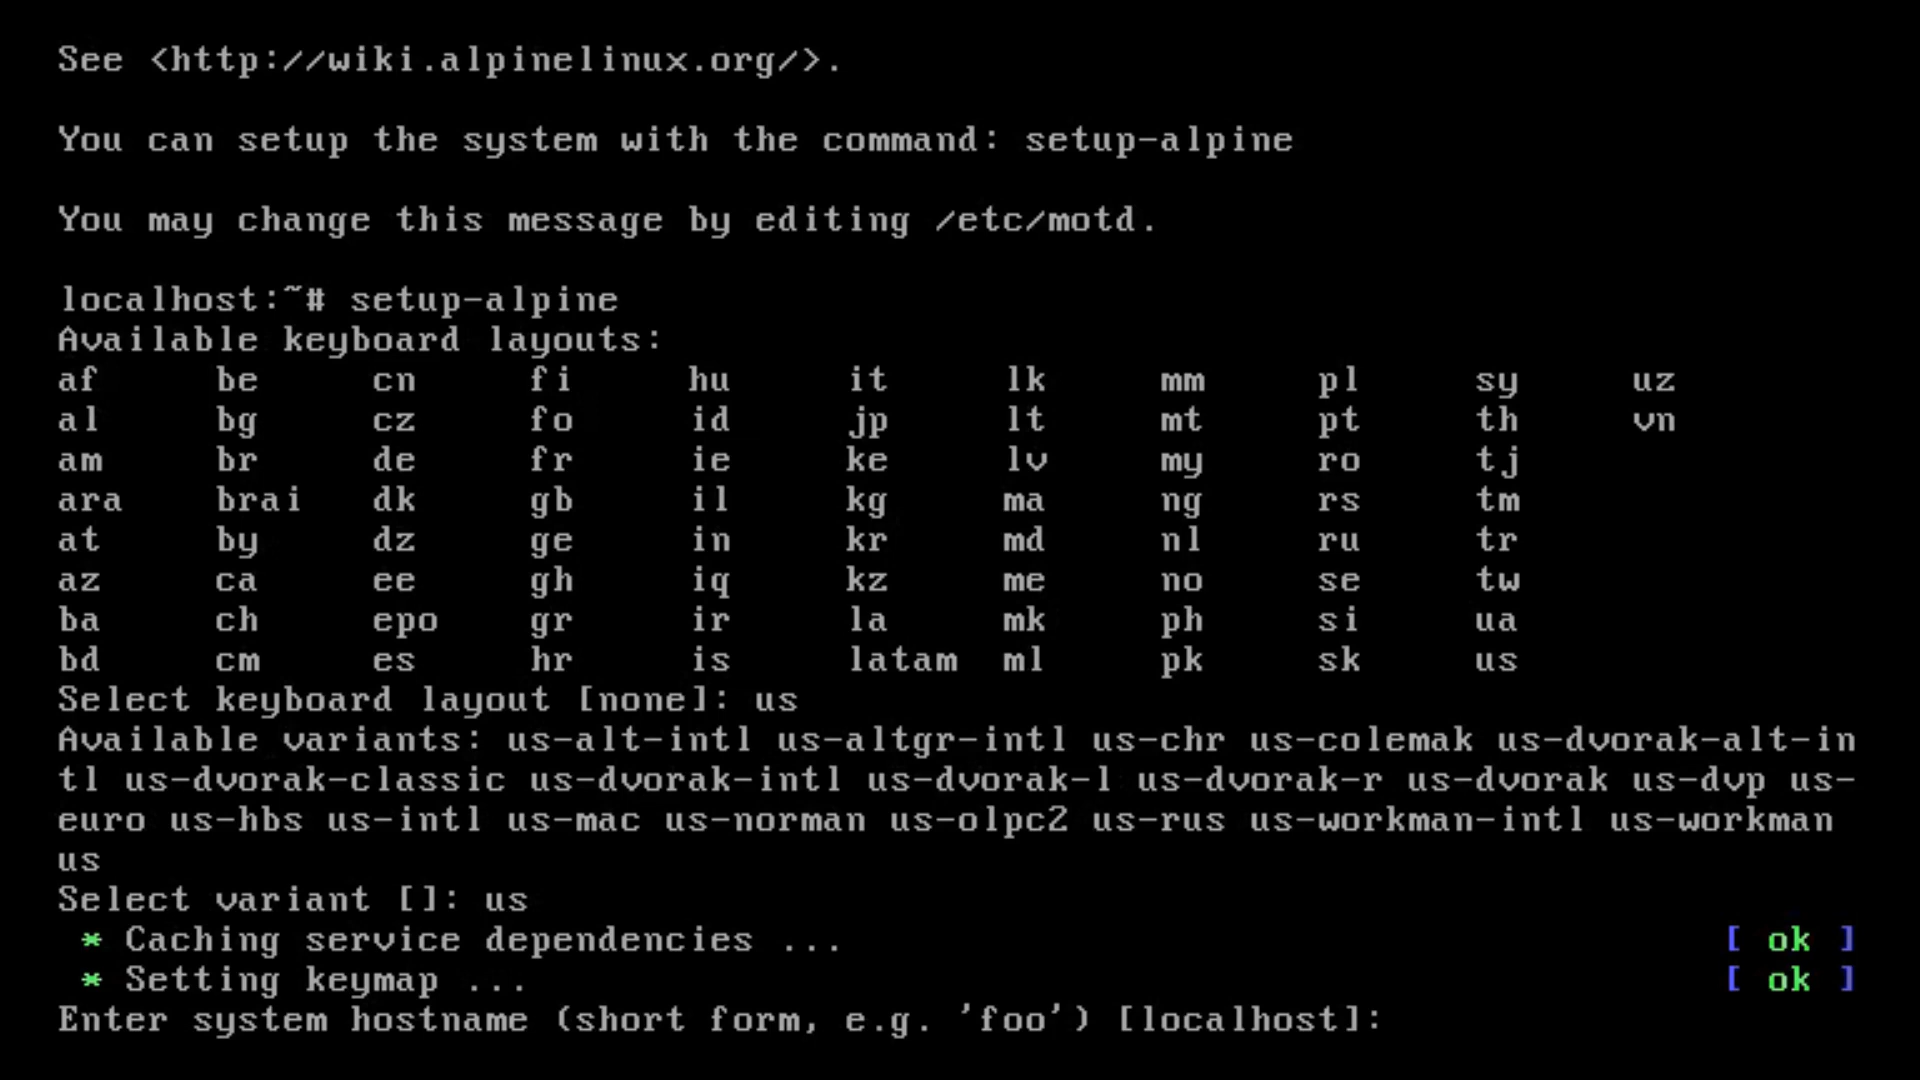 See <http://wiki.alpinelinux.org/>.
You can setup the system with the command: setup-alpine
You may change this message by editing /etc/motd.
localhost:~# setup-alpine
Available keyboard layouts:
af be cn fi hu it lk mm pl sy uz
al bg cz fo id jp lt mt pt th vn
am br de fr ie ke lv my ro tj
ara brai dk gb il kg ma ng rs tm
at by dz ge in kr md nl ru tr
az ca ee gh iq kz me no se tw
ba ch epo gr ir la mk ph si ua
bd cm es hr is latam ml pk sk us
Select keyboard layout [none]: us
Available variants: us-alt-intl us-altgr-intl us-chr us-colemak us-dvorak-alt-in
tl us-dvorak-classic us-dvorak-intl us-dvorak-l us-dvorak-r us-dvorak us-dvp us-
euro us-hbs us-intl us-mac us-norman us-olpc2 us-rus us-workman-intl us-workman
us
Select variant []: us
* Caching service dependencies ... [ ok ]
* Setting keymap ... [ ok ]
Enter system hostname (short form, e.g. 'foo') [localhost]: